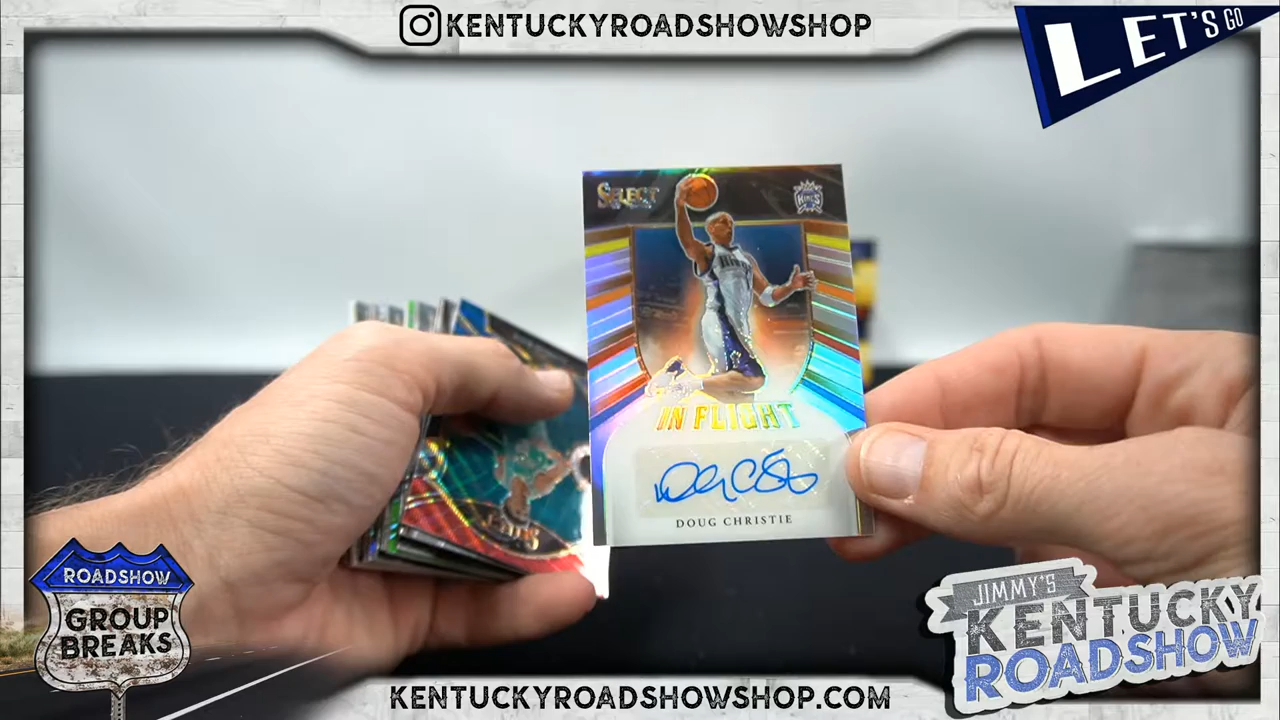 KENTUCKYROADSHOWSHOP
LET'S GO
SELECT
KINGS
IN FLIGHT
DOUG CHRISTIE
ROADSHOW
GROUP
BREAKS
JIMMY'S
KENTUCKY
ROADSHOW
KENTUCKYROADSHOWSHOP.COM